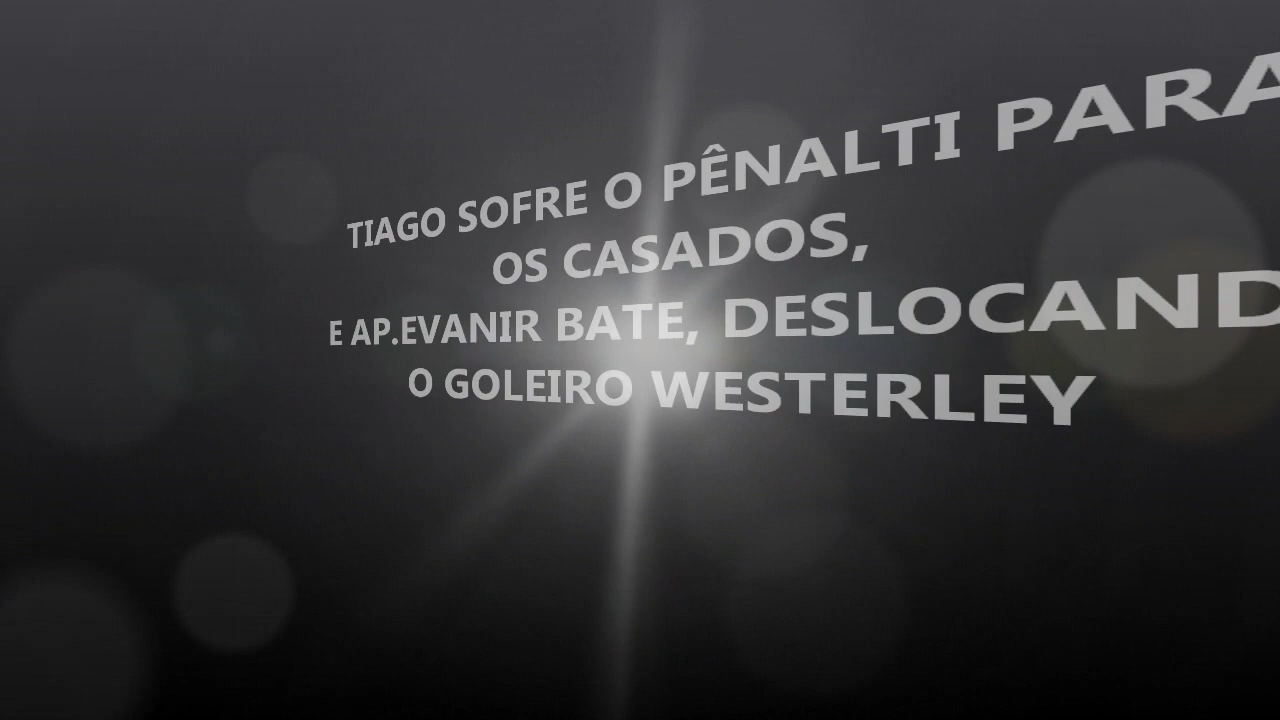 TIAGO SOFRE O PÊNALTI PARA
OS CASADOS,
E AP.EVANIR BATE, DESLOCAND
O GOLEIRO WESTERLEY